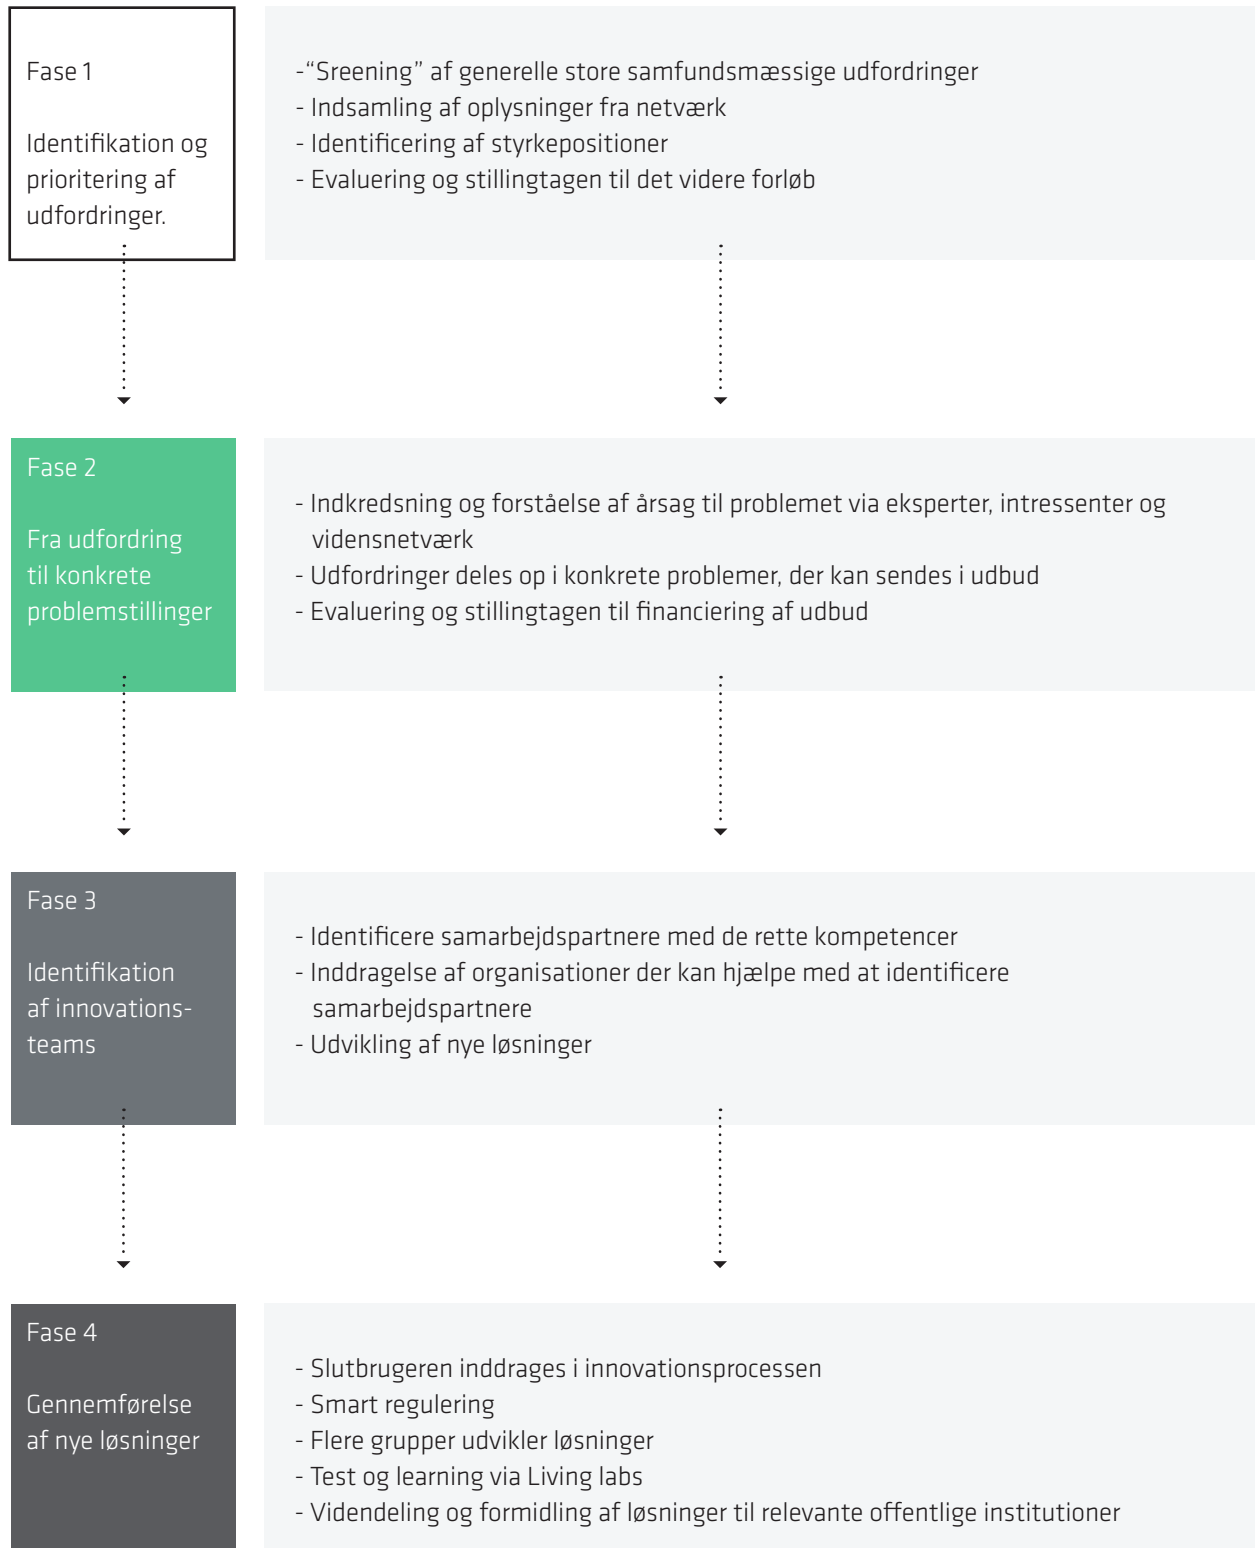 Fase 1
Identifikation og
prioritering af
udfordringer.
-“Sreening” af generelle store samfundsmæssige udfordringer
- Indsamling af oplysninger fra netværk
- Identificering af styrkepositioner
- Evaluering og stillingtagen til det videre forløb
Fase 2
Fra udfordring
til konkrete
problemstillinger
- Indkredsning og forståelse af årsag til problemet via eksperter, intressenter og
vidensnetværk
- Udfordringer deles op i konkrete problemer, der kan sendes i udbud
- Evaluering og stillingtagen til financiering af udbud
Fase 3
Identifikation
af innovations-
teams
- Identificere samarbejdspartnere med de rette kompetencer
- Inddragelse af organisationer der kan hjælpe med at identificere
samarbejdspartnere
- Udvikling af nye løsninger
Fase 4
Gennemførelse
af nye løsninger
- Slutbrugeren inddrages i innovationsprocessen
- Smart regulering
- Flere grupper udvikler løsninger
- Test og learning via Living labs
- Videndeling og formidling af løsninger til relevante offentlige institutioner